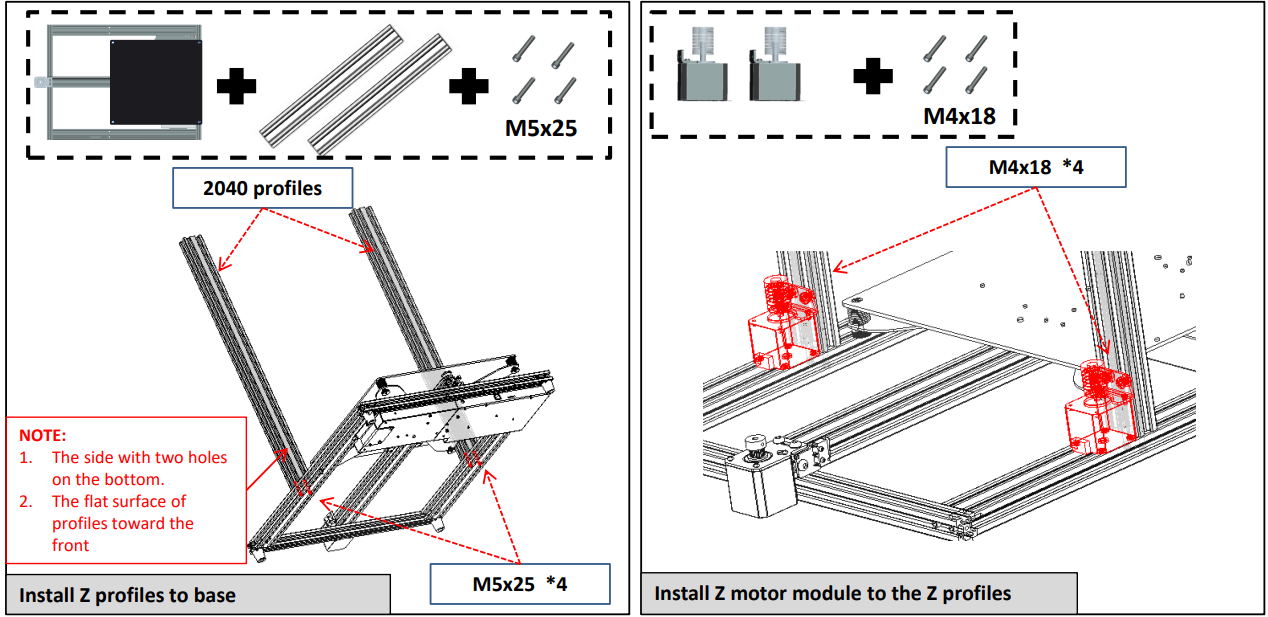 M5x25
2040 profiles
NOTE:
1. The side with two holes
on the bottom.
2. The flat surface of
profiles toward the
front
M5x25 *4
Install Z profiles to base
M4x18
M4x18 *4
Install Z motor module to the Z profiles